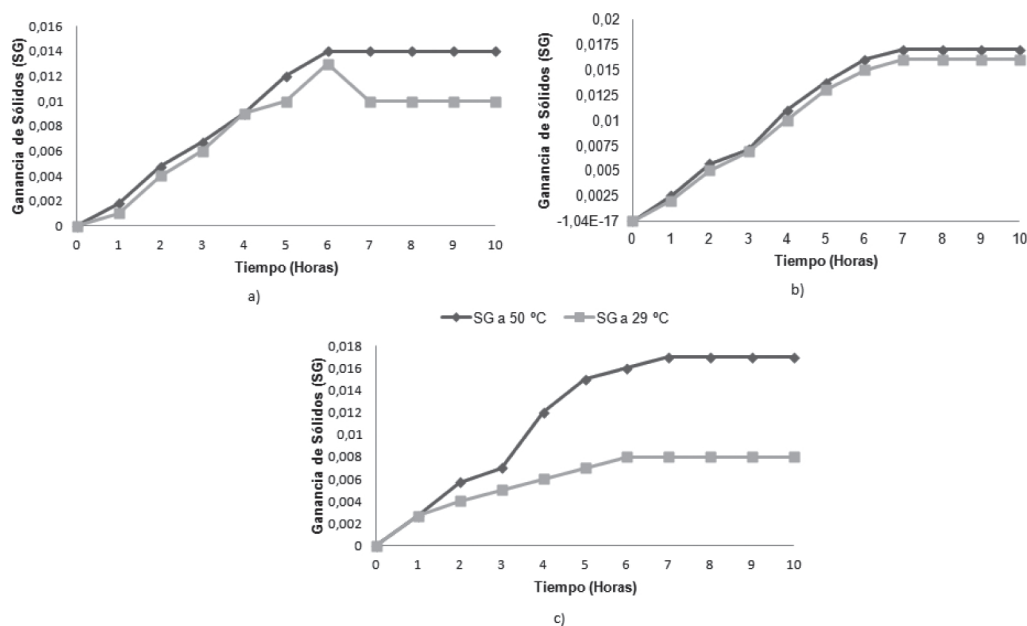 Ganancia de Sólidos (SG)
0,016
0,014
0,012
0,01
0,008
0,006
0,004
0,002
0
0 1 2 3 4 5 6 7 8 9 10
Tiempo (Horas)
a)
Ganancia de Sólidos (SG)
0,02
0,0175
0,015
0,0125
0,01
0,0075
0,005
0,0025
-1,04E-17
0 1 2 3 4 5 6 7 8 9 10
Tiempo (Horas)
b)
SG a 50 ºC SG a 29 ºC
Ganancia de Sólidos (SG)
0,018
0,016
0,014
0,012
0,01
0,008
0,006
0,004
0,002
0
0 1 2 3 4 5 6 7 8 9 10
Tiempo (Horas)
c)